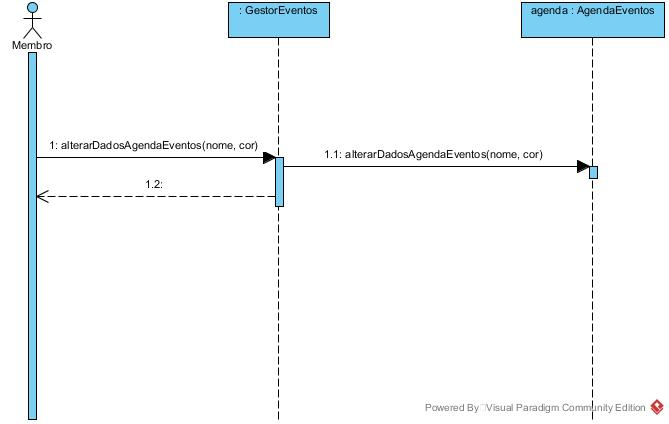 : GestorEventos
agenda : AgendaEventos
Membro
1: alterarDadosAgendaEventos(nome, cor)
1.1: alterarDadosAgendaEventos(nome, cor)
1.2:
Powered By Visual Paradigm Community Edition